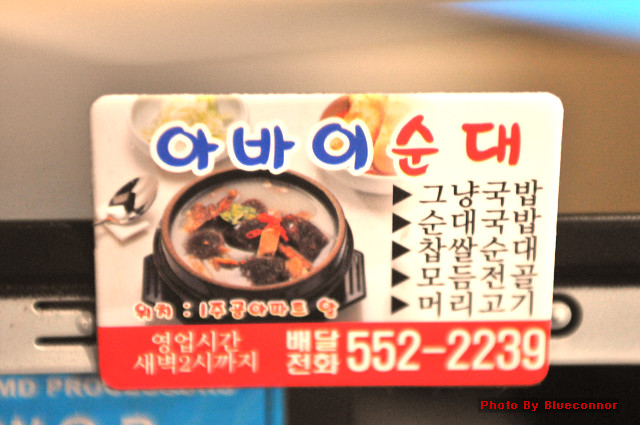 아바이순대
▶그냥국밥
▶순대국밥
▶찹쌀순대
▶모듬전골
▶머리고기
위치 : 1주공아파트 앞
영업시간
새벽2시까지
배달
전화
552-2239
MD PROCESSING
Photo By Blueconnor